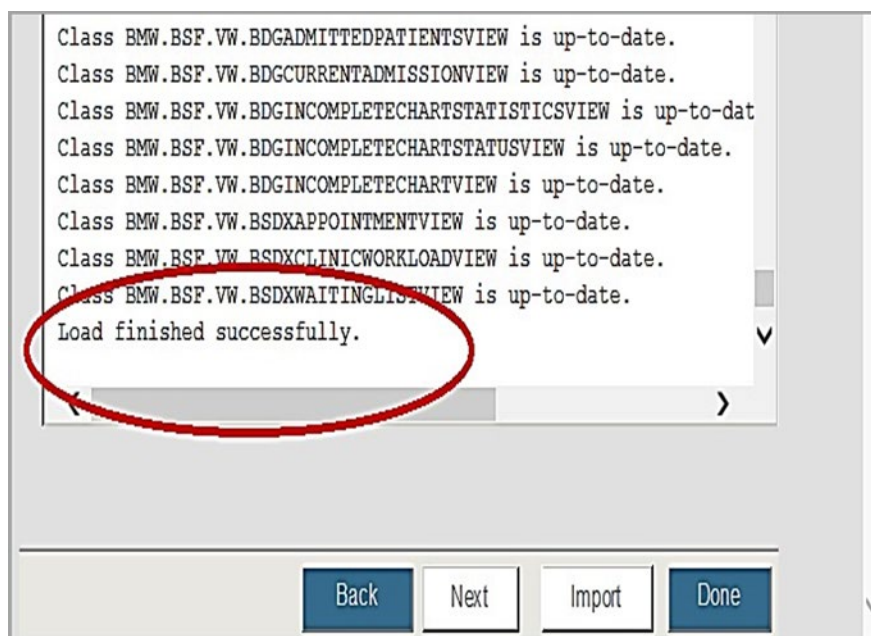 Class BMW.BSF.VW.BDGADMITTEDPATIENTSVIEW is up-to-date.
Class BMW.BSF.VW.BDGCURRENTADMISSIONVIEW is up-to-date.
Class BMW.BSF.VW.BDGINCOMPLETECHARTSTATISTICSVIEW is up-to-dat
Class BMW.BSF.VW.BDGINCOMPLETECHARTSTATUSVIEW is up-to-date.
Class BMW.BSF.VW.BDGINCOMPLETECHARTVIEW is up-to-date.
Class BMW.BSF.VW.BSDXAPPOINTMENTVIEW is up-to-date.
Class BMW.BSF.VW.BSDXCLINICWORKLOADVIEW is up-to-date.
Class BMW.BSF.VW.BSDXWAITINGLISTVIEW is up-to-date.
Load finished successfully.
Back Next Import Done